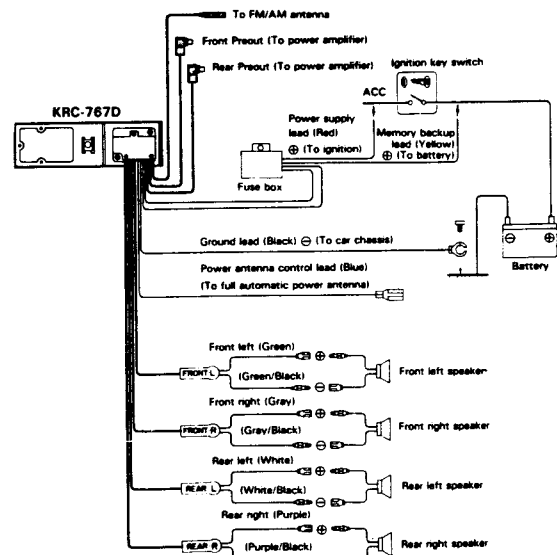 To FM/AM antenna
Front Preout (To power amplifier)
Rear Preout (To power amplifier)
Ignition key switch
KRC-767D
ACC
Power supply
lead (Red)
⊕ (To ignition)
Memory backup
lead (Yellow)
⊕ (To battery)
Fuse box
Ground lead (Black) ⊖ (To car chassis)
⊖ ⊕
Battery
Power antenna control lead (Blue)
(To full automatic power antenna)
Front left (Green)
⊕
FRONT L
(Green/Black)
Front left speaker
⊖
Front right (Gray)
⊕
FRONT R
(Gray/Black)
Front right speaker
⊖
Rear left (White)
⊕
REAR L
(White/Black)
Rear left speaker
⊖
Rear right (Purple)
⊕
REAR R
(Purple/Black)
Rear right speaker
⊖